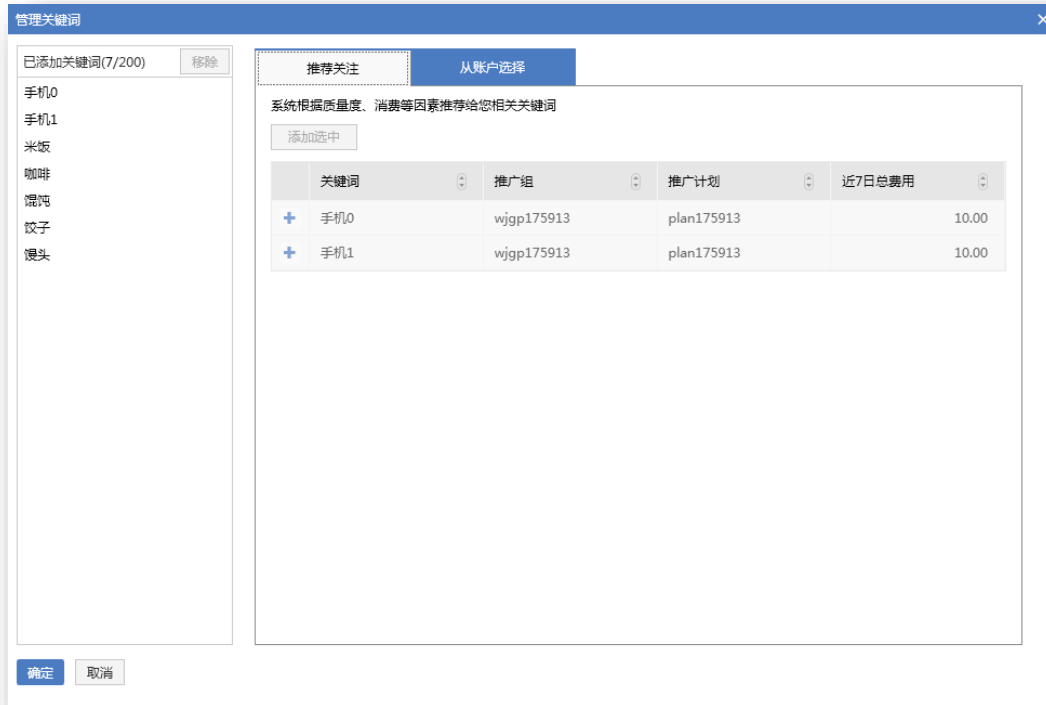 管理关键词
已添加关键词(7/200) 移除
手机0
手机1
米饭
咖啡
馄饨
饺子
馒头
推荐关注 从账户选择
系统根据质量度、消费等因素推荐给您相关关键词
添加选中
关键词 推广组 推广计划 近7日总费用
手机0 wjgp175913 plan175913 10.00
手机1 wjgp175913 plan175913 10.00
确定 取消